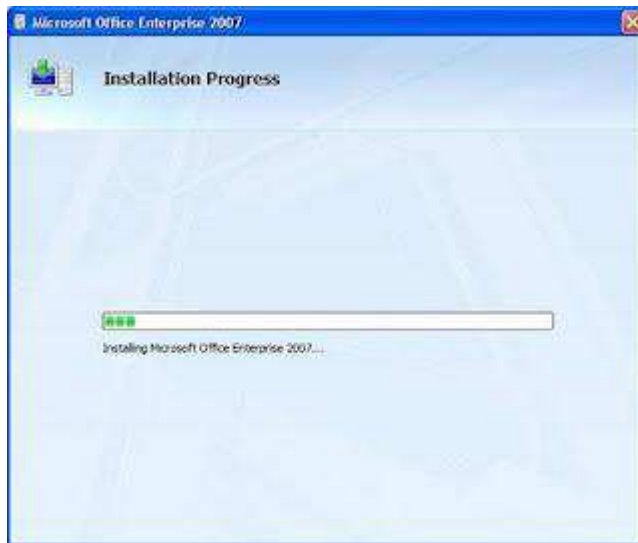 Microsoft Office Enterprise 2007
Installation Progress
Installing Microsoft Office Enterprise 2007....